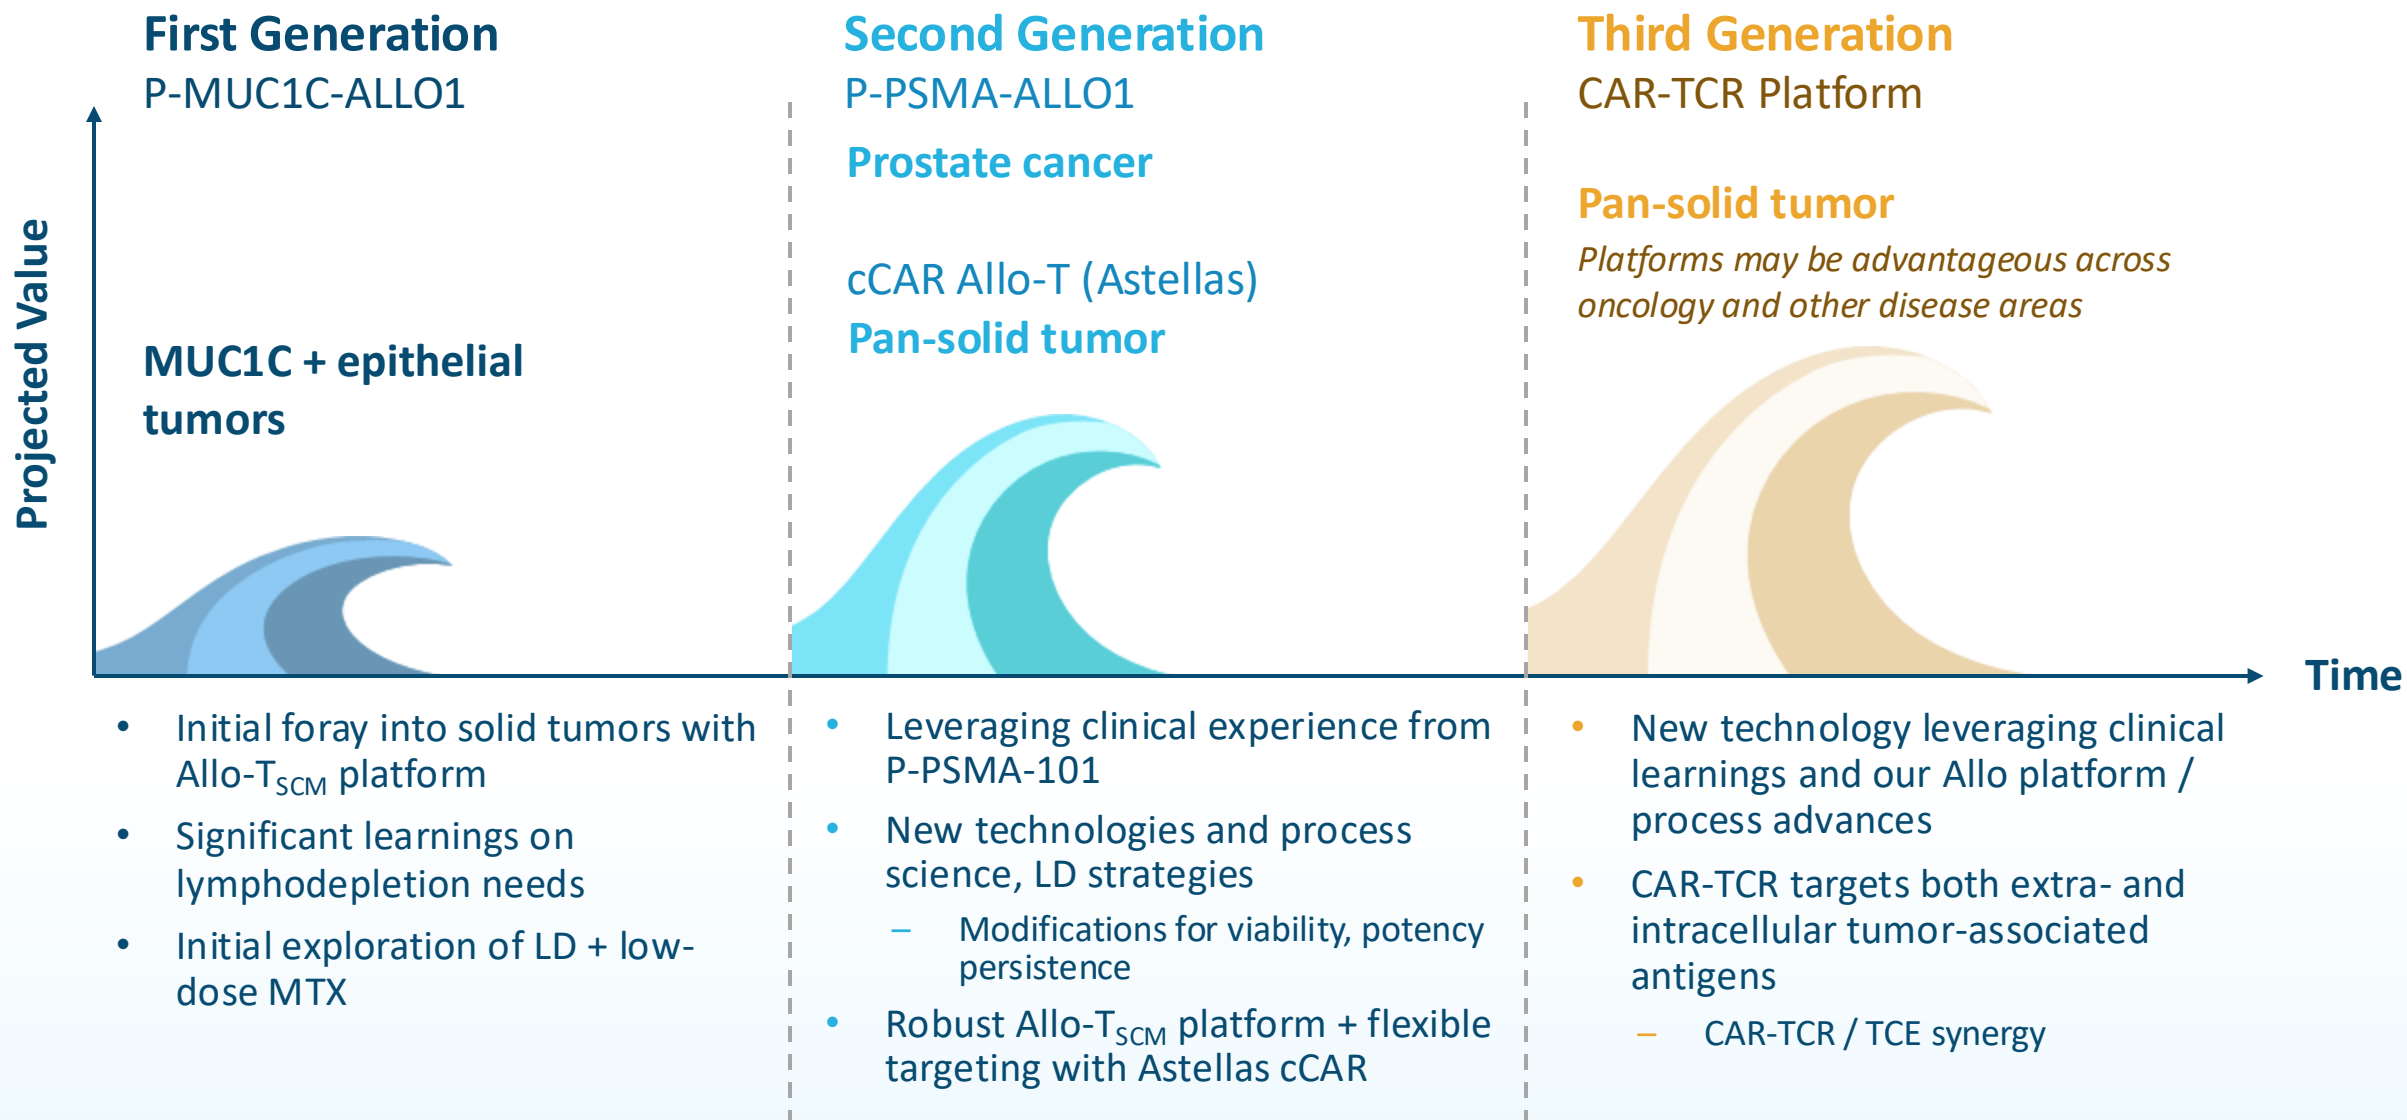 First Generation
P-MUC1C-ALLO1
MUC1C + epithelial
tumors
Projected Value
• Initial foray into solid tumors with
Allo-TSCM platform
• Significant learnings on
lymphodepletion needs
• Initial exploration of LD + low-
dose MTX
Second Generation
P-PSMA-ALLO1
Prostate cancer
cCAR Allo-T (Astellas)
Pan-solid tumor
• Leveraging clinical experience from
P-PSMA-101
• New technologies and process
science, LD strategies
– Modifications for viability, potency
persistence
• Robust Allo-TSCM platform + flexible
targeting with Astellas cCAR
Third Generation
CAR-TCR Platform
Pan-solid tumor
Platforms may be advantageous across
oncology and other disease areas
Time
• New technology leveraging clinical
learnings and our Allo platform /
process advances
• CAR-TCR targets both extra- and
intracellular tumor-associated
antigens
– CAR-TCR / TCE synergy